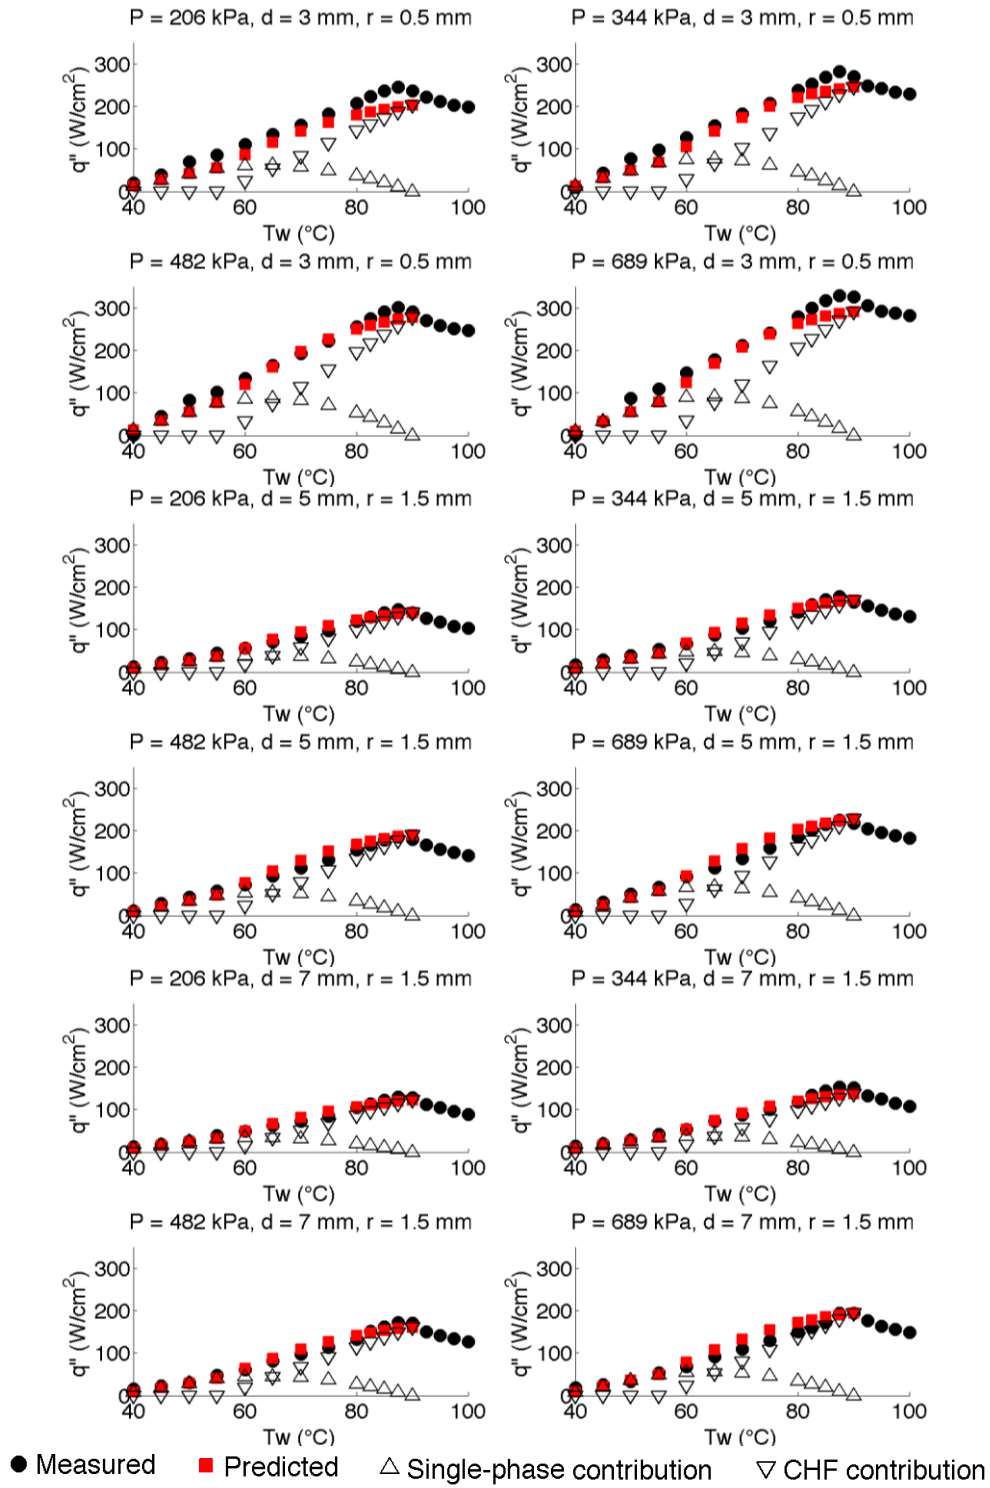 P = 206 kPa, d = 3 mm, r = 0.5 mm
P = 344 kPa, d = 3 mm, r = 0.5 mm
q" (W/cm2)
300
200
100
0
40
60
80
100
Tw (°C)
q" (W/cm2)
300
200
100
0
40
60
80
100
Tw (°C)
P = 482 kPa, d = 3 mm, r = 0.5 mm
P = 689 kPa, d = 3 mm, r = 0.5 mm
q" (W/cm2)
300
200
100
0
40
60
80
100
Tw (°C)
q" (W/cm2)
300
200
100
0
40
60
80
100
Tw (°C)
P = 206 kPa, d = 5 mm, r = 1.5 mm
P = 344 kPa, d = 5 mm, r = 1.5 mm
q" (W/cm2)
300
200
100
0
40
60
80
100
Tw (°C)
q" (W/cm2)
300
200
100
0
40
60
80
100
Tw (°C)
P = 482 kPa, d = 5 mm, r = 1.5 mm
P = 689 kPa, d = 5 mm, r = 1.5 mm
q" (W/cm2)
300
200
100
0
40
60
80
100
Tw (°C)
q" (W/cm2)
300
200
100
0
40
60
80
100
Tw (°C)
P = 206 kPa, d = 7 mm, r = 1.5 mm
P = 344 kPa, d = 7 mm, r = 1.5 mm
q" (W/cm2)
300
200
100
0
40
60
80
100
Tw (°C)
q" (W/cm2)
300
200
100
0
40
60
80
100
Tw (°C)
P = 482 kPa, d = 7 mm, r = 1.5 mm
P = 689 kPa, d = 7 mm, r = 1.5 mm
q" (W/cm2)
300
200
100
0
40
60
80
100
Tw (°C)
q" (W/cm2)
300
200
100
0
40
60
80
100
Tw (°C)
Measured Predicted Single-phase contribution CHF contribution